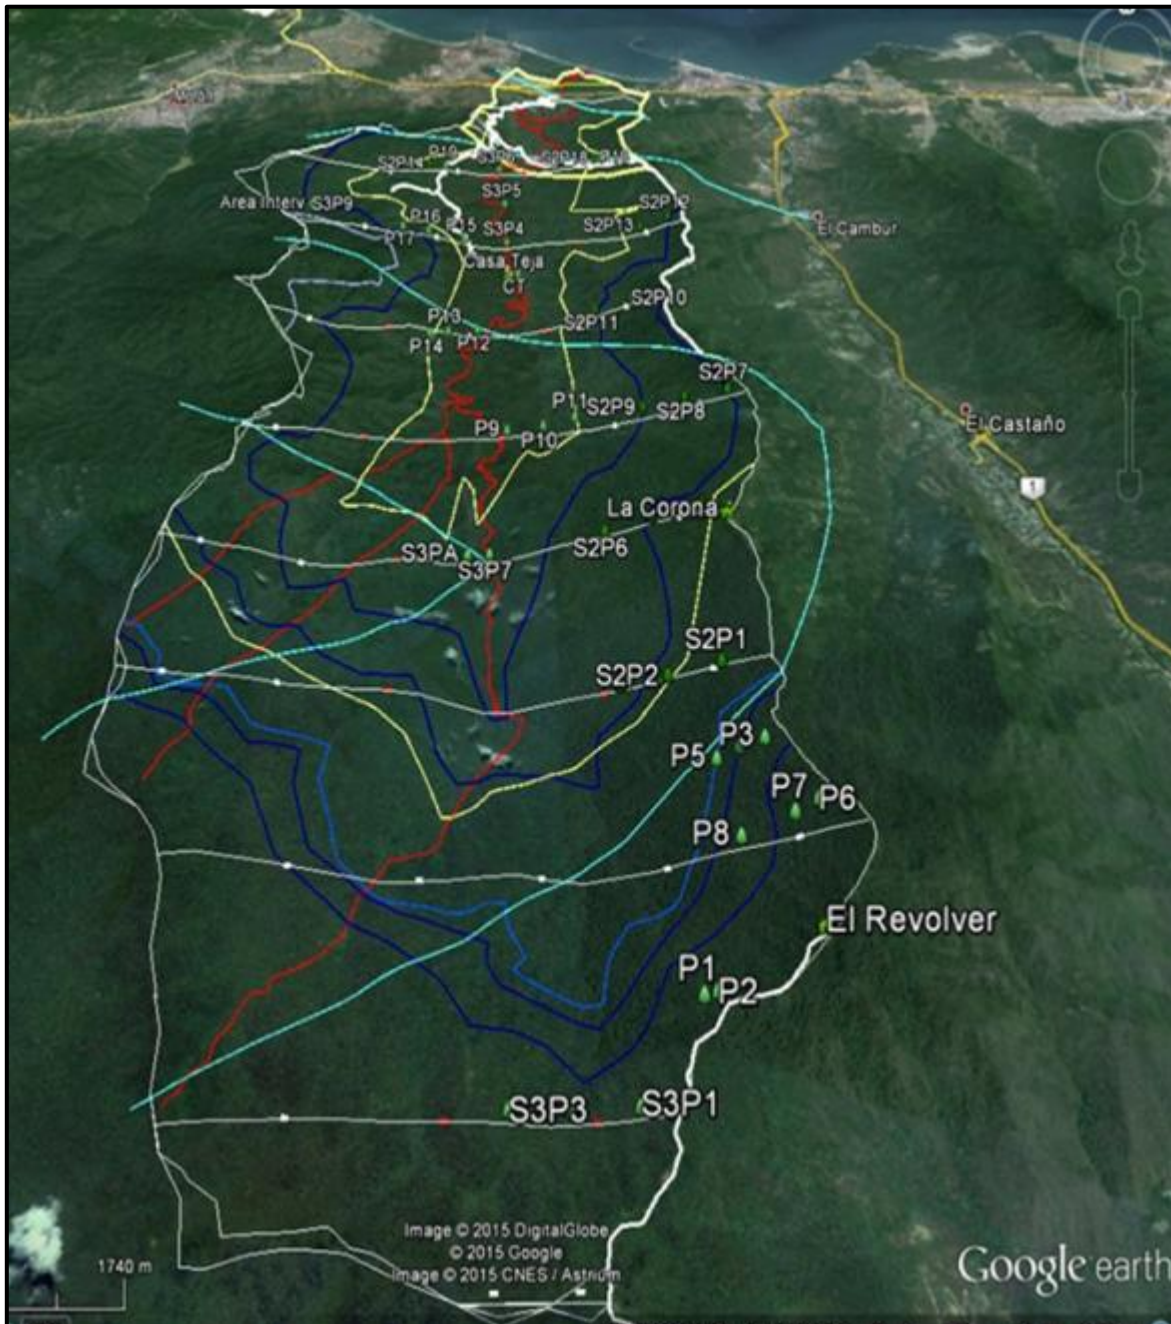 P19
S2P14
S2P18
Area Interv
S3P9
S3P5
S2P12
P16
P15
S3P4
S2P13
El Cambur
P17
Casa Teja
CT
S2P10
P13
S2P11
P14
P12
S2P7
P11
S2P9
S2P8
P9
P10
El Castaño
1
La Corona
S2P6
S3PA
S3P7
S2P1
S2P2
P3
P5
P7
P6
P8
El Revolver
P1
P2
S3P3
S3P1
Image © 2015 DigitalGlobe
© 2015 Google
Image © 2015 CNES / Astrium
1740 m
Google earth